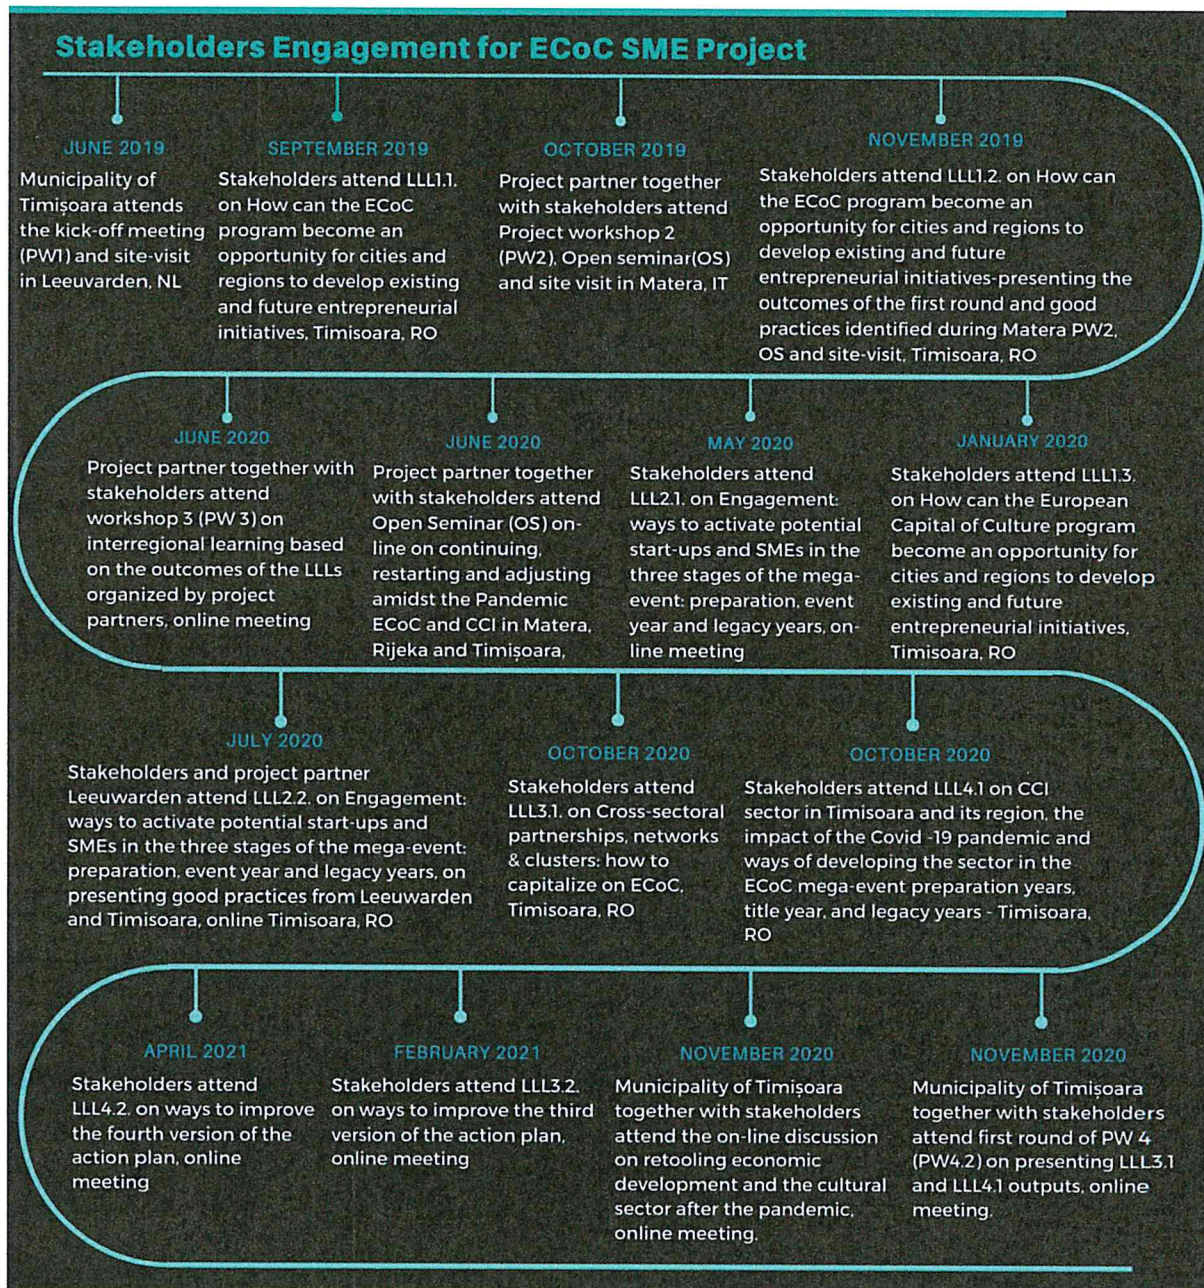 Stakeholders Engagement for ECoC SME Project
JUNE 2019
Municipality of
Timișoara attends
the kick-off meeting
(PW1) and site-visit
in Leeuvarden, NL
SEPTEMBER 2019
Stakeholders attend LLL1.1.
on How can the ECoC
program become an
opportunity for cities and
regions to develop existing
and future entrepreneurial
initiatives, Timisoara, RO
OCTOBER 2019
Project partner together
with stakeholders attend
Project workshop 2
(PW2), Open seminar(OS)
and site visit in Matera, IT
NOVEMBER 2019
Stakeholders attend LLL1.2. on How can
the ECoC program become an
opportunity for cities and regions to
develop existing and future
entrepreneurial initiatives-presenting the
outcomes of the first round and good
practices identified during Matera PW2,
OS and site-visit, Timisoara, RO
JUNE 2020
Project partner together with
stakeholders attend
workshop 3 (PW 3) on
interregional learning based
on the outcomes of the LLLs
organized by project
partners, online meeting
JUNE 2020
Project partner together
with stakeholders attend
Open Seminar (OS) on-
line on continuing,
restarting and adjusting
amidst the Pandemic
ECoC and CCI in Matera,
Rijeka and Timișoara,
MAY 2020
Stakeholders attend
LLL2.1. on Engagement:
ways to activate potential
start-ups and SMEs in the
three stages of the mega-
event: preparation, event
year and legacy years, on-
line meeting
JANUARY 2020
Stakeholders attend LLL1.3.
on How can the European
Capital of Culture program
become an opportunity for
cities and regions to develop
existing and future
entrepreneurial initiatives,
Timisoara, RO
JULY 2020
Stakeholders and project partner
Leeuwarden attend LLL2.2. on Engagement:
ways to activate potential start-ups and
SMEs in the three stages of the mega-event:
preparation, event year and legacy years, on
presenting good practices from Leeuwarden
and Timisoara, online Timisoara, RO
OCTOBER 2020
Stakeholders attend
LLL3.1. on Cross-sectoral
partnerships, networks
& clusters: how to
capitalize on ECoC,
Timisoara, RO
OCTOBER 2020
Stakeholders attend LLL4.1 on CCI
sector in Timisoara and its region, the
impact of the Covid -19 pandemic and
ways of developing the sector in the
ECoC mega-event preparation years,
title year, and legacy years - Timisoara,
RO
APRIL 2021
Stakeholders attend
LLL4.2. on ways to improve
the fourth version of the
action plan, online
meeting
FEBRUARY 2021
Stakeholders attend LLL3.2.
on ways to improve the third
version of the action plan,
online meeting
NOVEMBER 2020
Municipality of Timișoara
together with stakeholders
attend the on-line discussion
on retooling economic
development and the cultural
sector after the pandemic,
online meeting.
NOVEMBER 2020
Municipality of Timișoara
together with stakeholders
attend first round of PW 4
(PW4.2) on presenting LLL3.1
and LLL4.1 outputs, online
meeting.